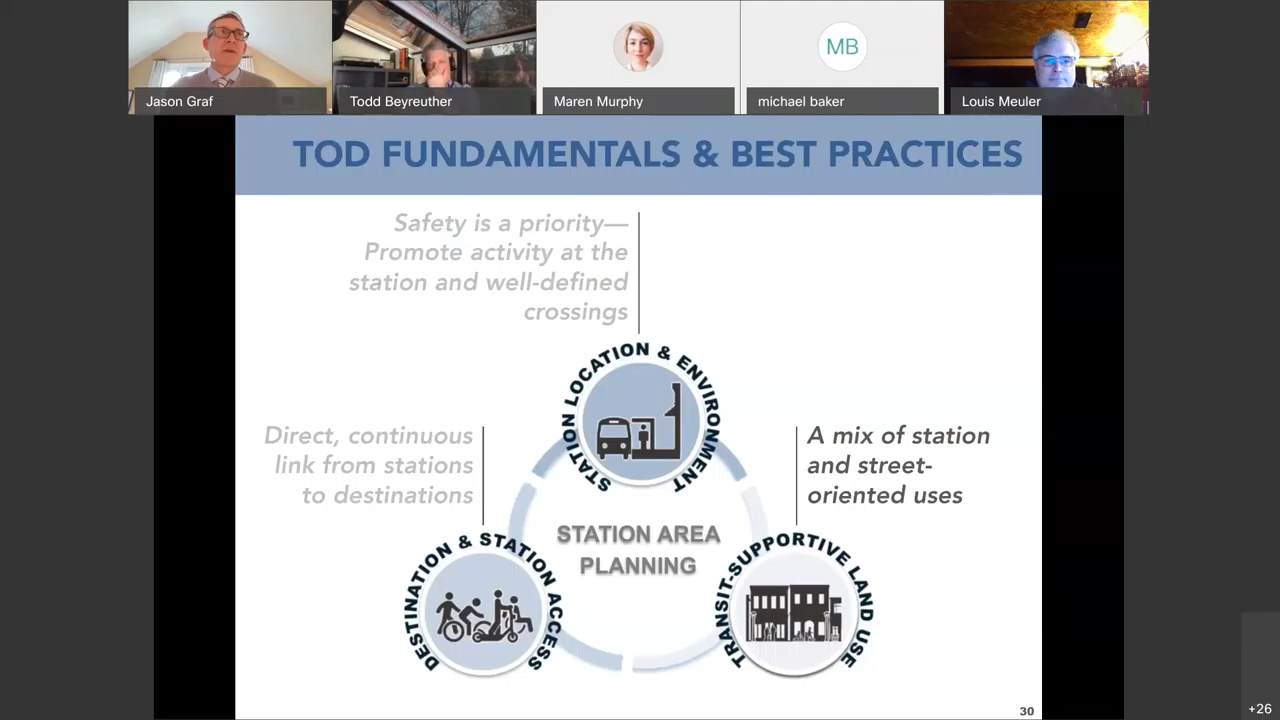 Jason Graf
Todd Beyreuther
Maren Murphy
MB
michael baker
Louis Meuler
TOD FUNDAMENTALS & BEST PRACTICES
Safety is a priority—
Promote activity at the
station and well-defined
crossings
STATION LOCATION & ENVIRONMENT
Direct, continuous
link from stations
to destinations
A mix of station
and street-
oriented uses
STATION AREA
PLANNING
DESTINATION & STATION ACCESS
TRANSIT-SUPPORTIVE LAND USE
30
+26